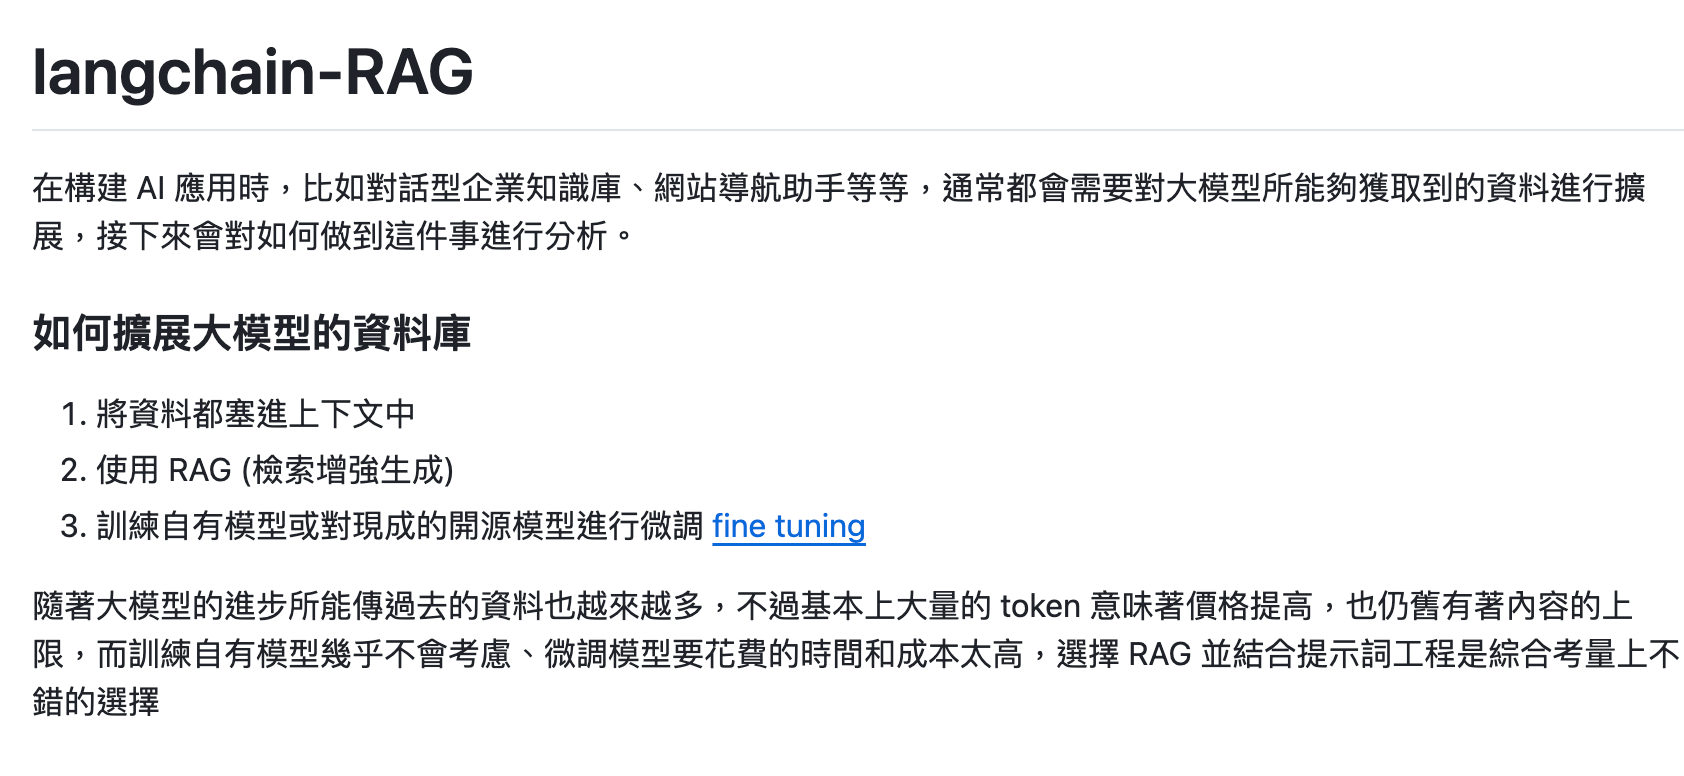 langchain-RAG
在構建 AI 應用時，比如對話型企業知識庫、網站導航助手等等，通常都會需要對大模型所能夠獲取到的資料進行擴
展，接下來會對如何做到這件事進行分析。
如何擴展大模型的資料庫
1. 將資料都塞進上下文中
2. 使用 RAG (檢索增強生成)
3. 訓練自有模型或對現成的開源模型進行微調 fine tuning
隨著大模型的進步所能傳過去的資料也越來越多，不過基本上大量的 token 意味著價格提高，也仍舊有著內容的上
限，而訓練自有模型幾乎不會考慮、微調模型要花費的時間和成本太高，選擇 RAG 並結合提示詞工程是綜合考量上不
錯的選擇